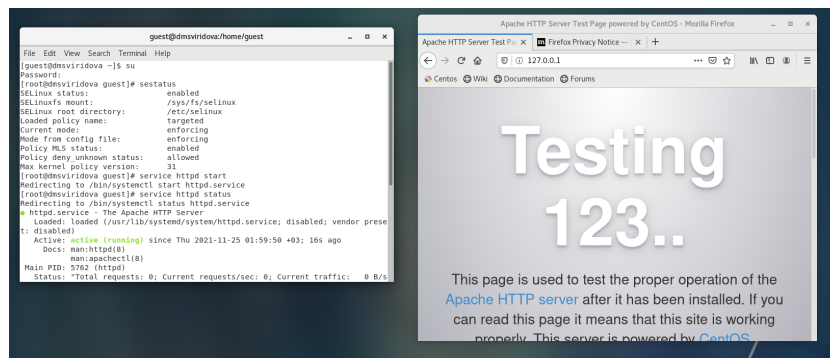 guest@dmsviridova:/home/guest
File Edit View Search Terminal Help
[guest@dmsviridova ~]$ su
Password:
[root@dmsviridova guest]# sestatus
SELinux status:                 enabled
SELinuxfs mount:                /sys/fs/selinux
SELinux root directory:         /etc/selinux
Loaded policy name:             targeted
Current mode:                   enforcing
Mode from config file:          enforcing
Policy MLS status:              enabled
Policy deny_unknown status:     allowed
Max kernel policy version:      31
[root@dmsviridova guest]# service httpd start
Redirecting to /bin/systemctl start httpd.service
[root@dmsviridova guest]# service httpd status
Redirecting to /bin/systemctl status httpd.service
● httpd.service - The Apache HTTP Server
   Loaded: loaded (/usr/lib/systemd/system/httpd.service; disabled; vendor prese
t: disabled)
   Active: active (running) since Thu 2021-11-25 01:59:50 +03; 16s ago
     Docs: man:httpd(8)
           man:apachectl(8)
 Main PID: 5762 (httpd)
   Status: "Total requests: 0; Current requests/sec: 0; Current traffic:   0 B/s
Apache HTTP Server Test Page powered by CentOS - Mozilla Firefox
Apache HTTP Server Test Pa Firefox Privacy Notice —
127.0.0.1
Centos Wiki Documentation Forums
Testing
123..
This page is used to test the proper operation of the
Apache HTTP server after it has been installed. If you
can read this page it means that this site is working
properly. This server is powered by CentOS